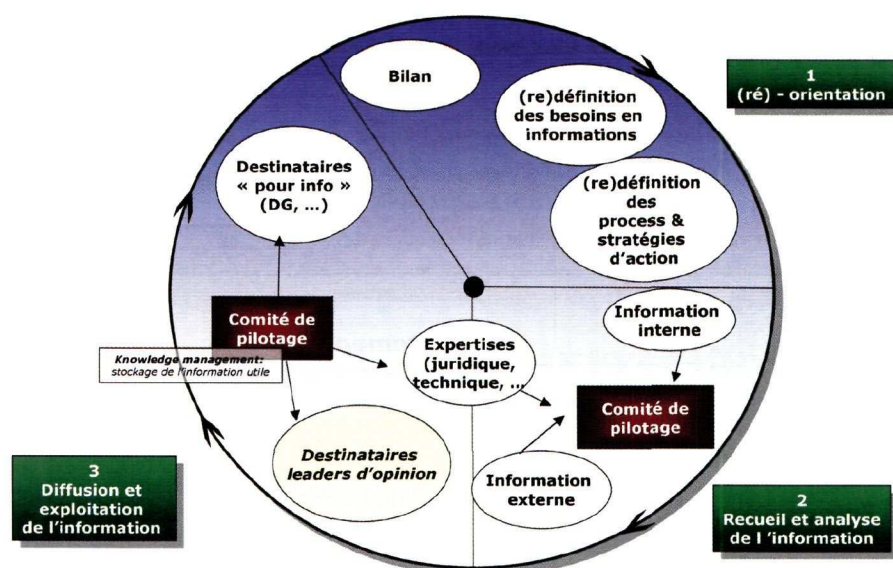 Bilan
(re)définition
des besoins en
informations
1
(ré) - orientation
Destinataires
« pour info »
(DG, ...)
(re)définition
des
process &
stratégies
d'action
Information
interne
Comité de
pilotage
Knowledge management:
stockage de l'information utile
Expertises
(juridique,
technique, ...
Comité de
pilotage
Destinataires
leaders d'opinion
Information
externe
3
Diffusion et
exploitation
de l'information
2
Recueil et analyse
de l 'information